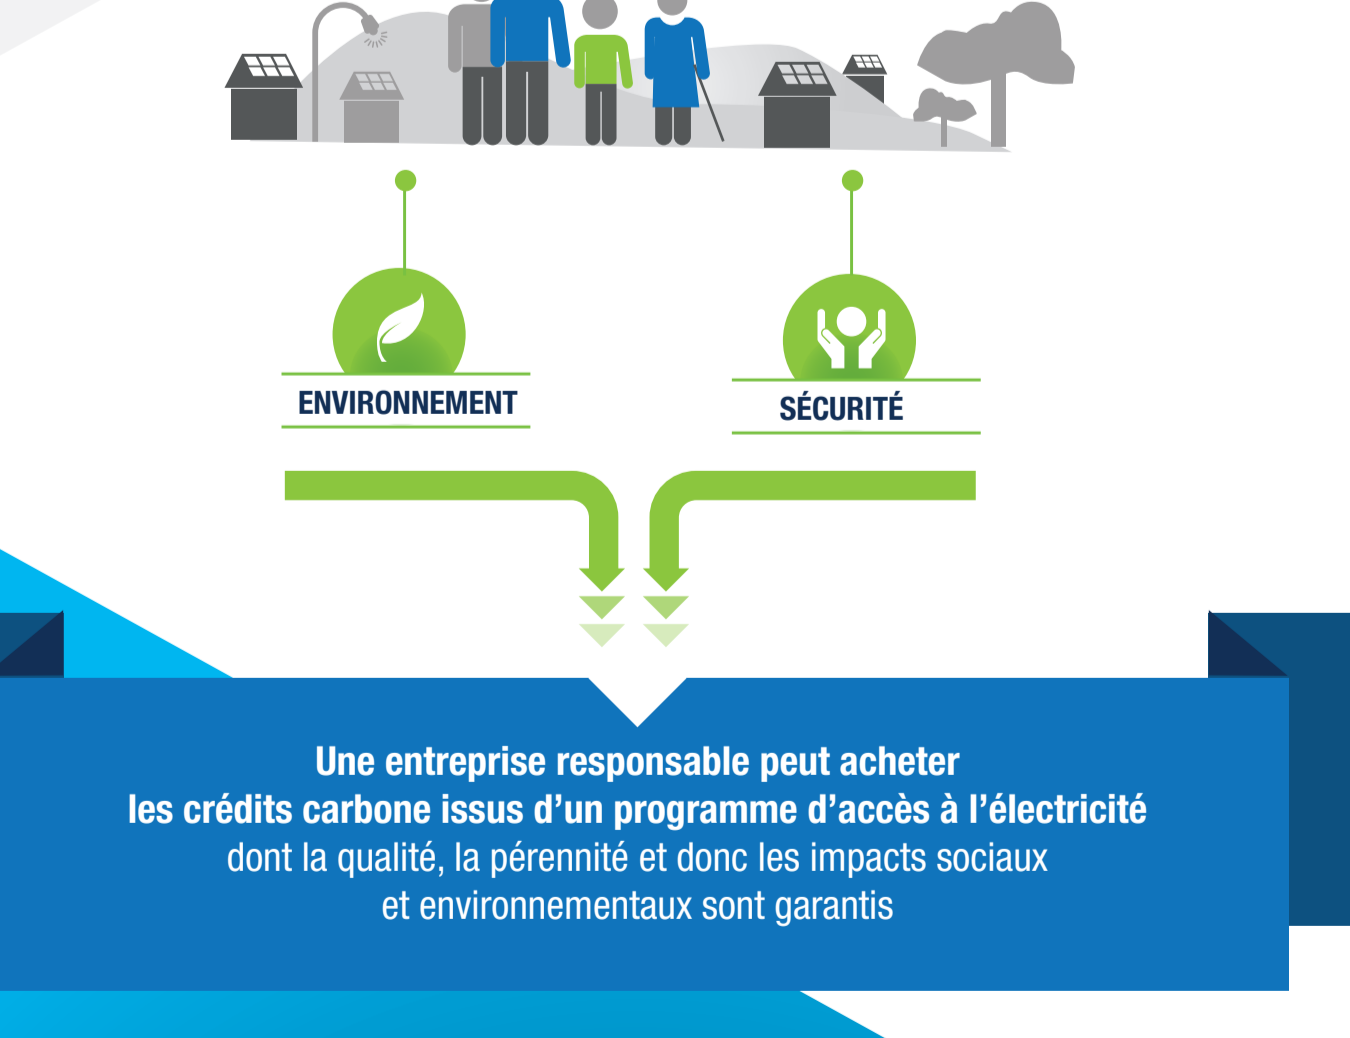 ENVIRONNEMENT
SÉCURITÉ
Une entreprise responsable peut acheter
les crédits carbone issus d’un programme d’accès à l’électricité
dont la qualité, la pérennité et donc les impacts sociaux
et environnementaux sont garantis